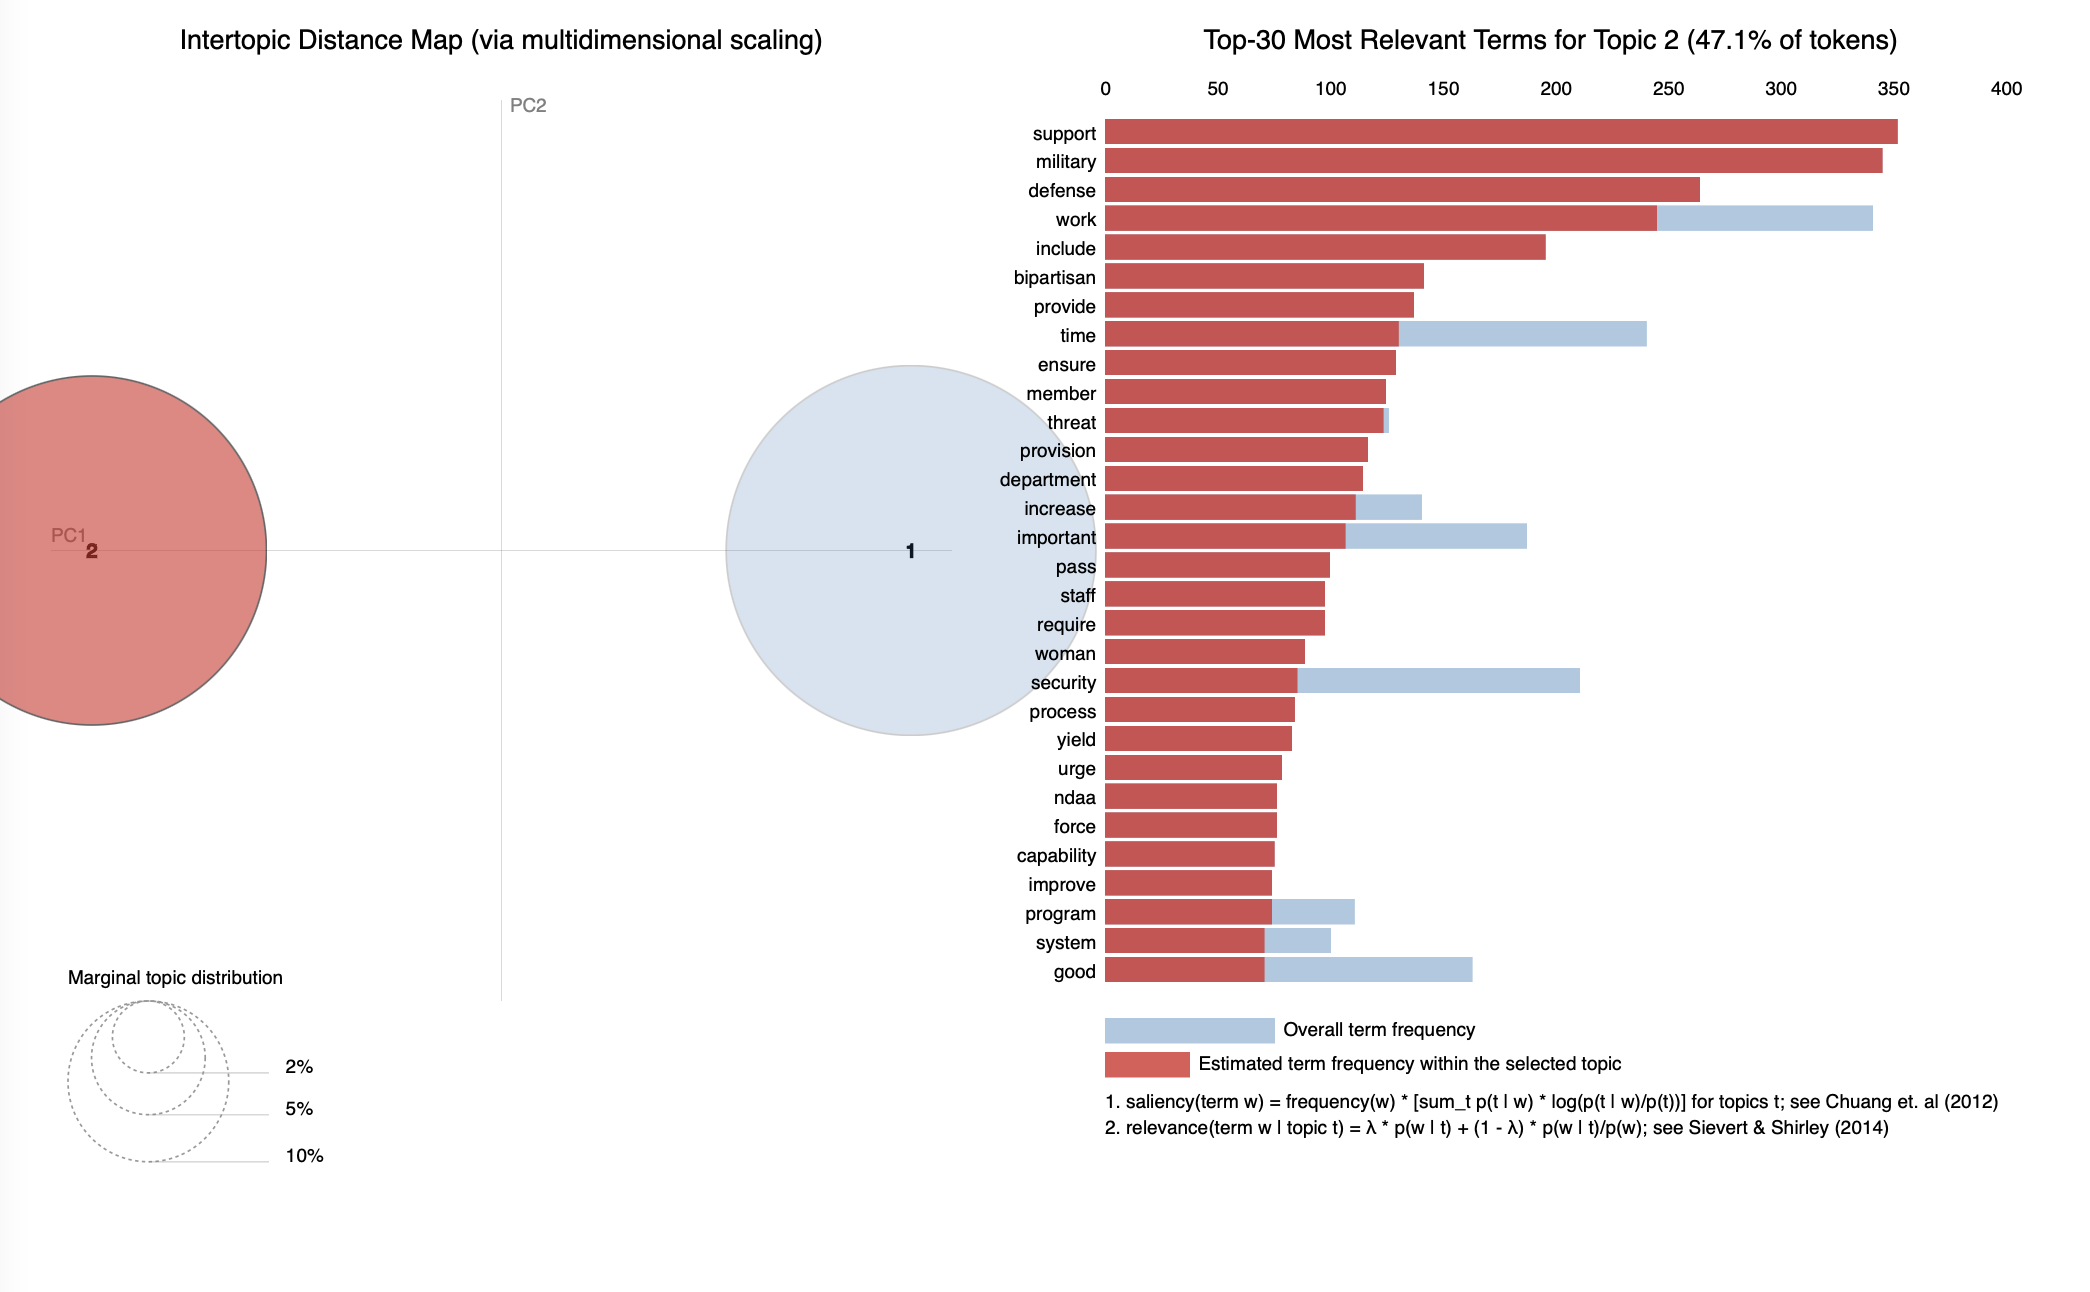 Intertopic Distance Map (via multidimensional scaling)
PC2
PC1
2
1
Marginal topic distribution
2%
5%
10%
Top-30 Most Relevant Terms for Topic 2 (47.1% of tokens)
0 50 100 150 200 250 300 350 400
support
military
defense
work
include
bipartisan
provide
time
ensure
member
threat
provision
department
increase
important
pass
staff
require
woman
security
process
yield
urge
ndaa
force
capability
improve
program
system
good
Overall term frequency
Estimated term frequency within the selected topic
1. saliency(term w) = frequency(w) * [sum_t p(t | w) * log(p(t | w)/p(t))] for topics t; see Chuang et. al (2012)
2. relevance(term w | topic t) = λ * p(w | t) + (1 - λ) * p(w | t)/p(w); see Sievert & Shirley (2014)